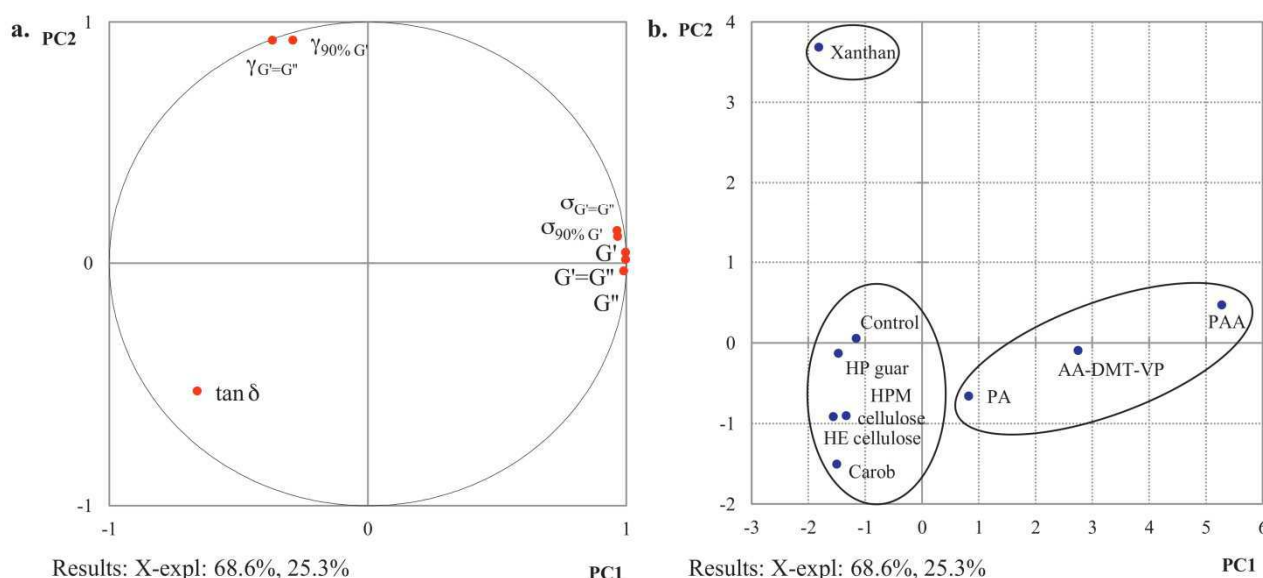 a. PC2
1
γ90% G'
γG'=G''
σG'=G''
σ90% G'
G'
0
G'=G''
G''
tan δ
-1
-1 0 1
Results: X-expl: 68.6%, 25.3% PC1
b. PC2
4
Xanthan
3
2
1
Control
PAA
0
HP guar
AA-DMT-VP
HPM
PA
-1
cellulose
HE cellulose
Carob
-2
-3 -2 -1 0 1 2 3 4 5 6
Results: X-expl: 68.6%, 25.3% PC1